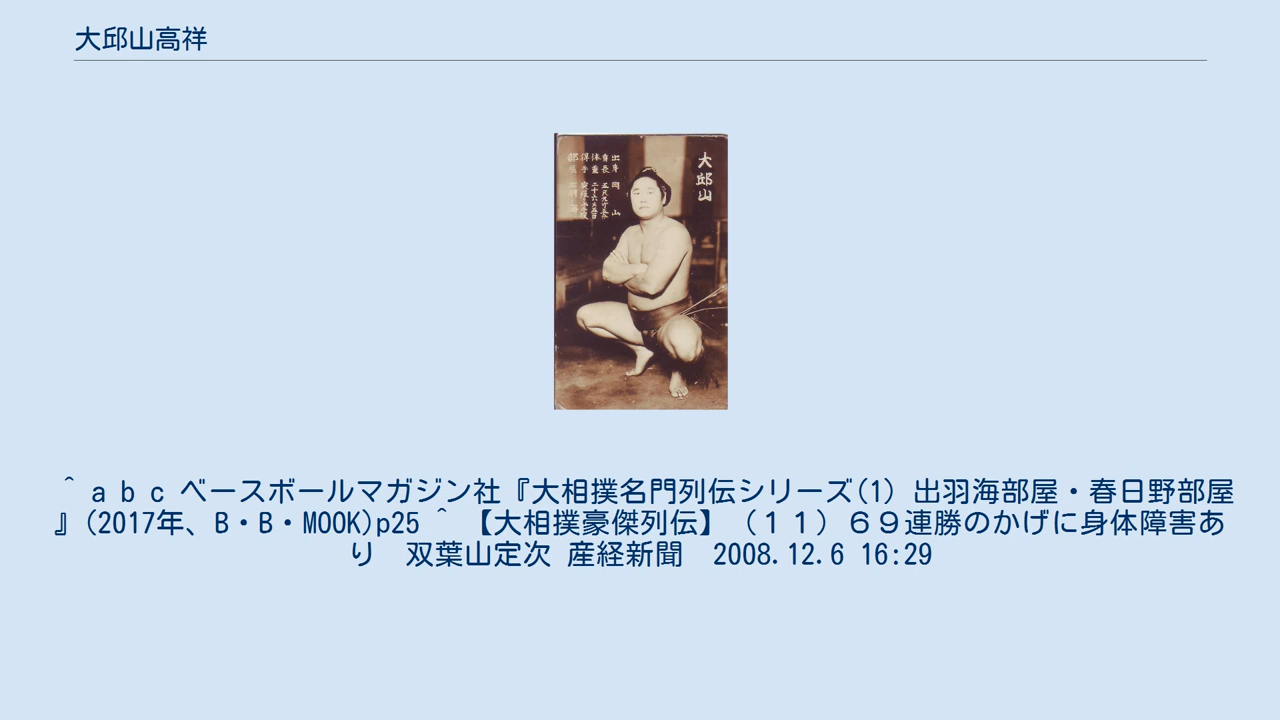 大邱山高祥
大邱山
出身 岡山
^ a b c ベースボールマガジン社『大相撲名門列伝シリーズ(1) 出羽海部屋・春日野部屋
』(2017年、B・B・MOOK)p25 ^ 【大相撲豪傑列伝】（１１）６９連勝のかげに身体障害あ
り　双葉山定次 産経新聞　2008.12.6 16:29